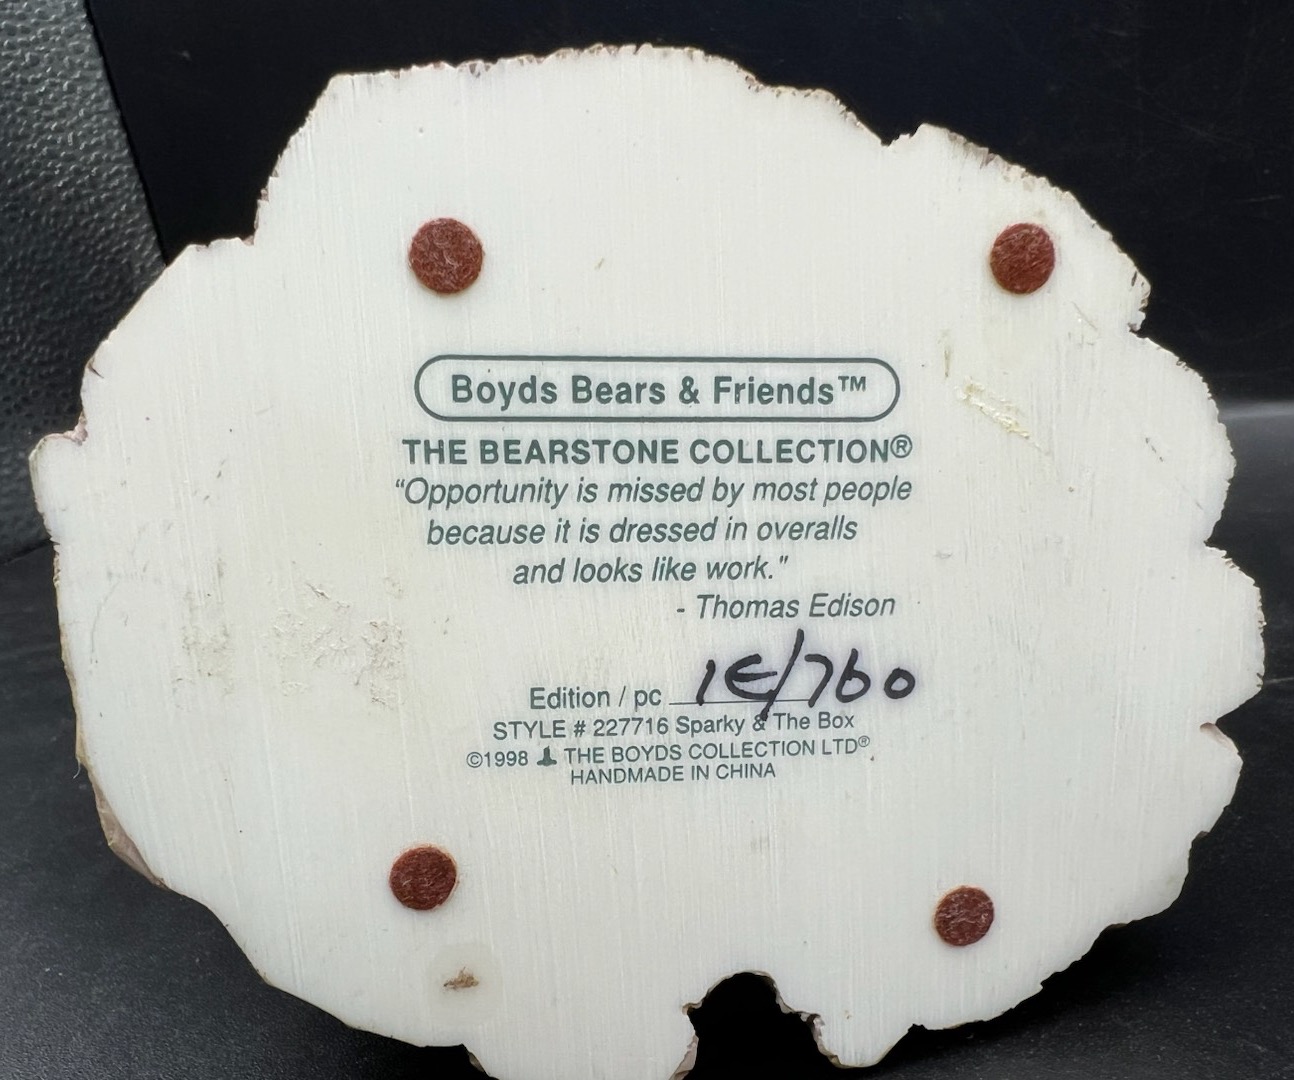 Boyds Bears & Friends™
THE BEARSTONE COLLECTION®
“Opportunity is missed by most people
because it is dressed in overalls
and looks like work."
- Thomas Edison
Edition / pc 1E/760
STYLE # 227716 Sparky & The Box
©1998 THE BOYDS COLLECTION LTD®
HANDMADE IN CHINA